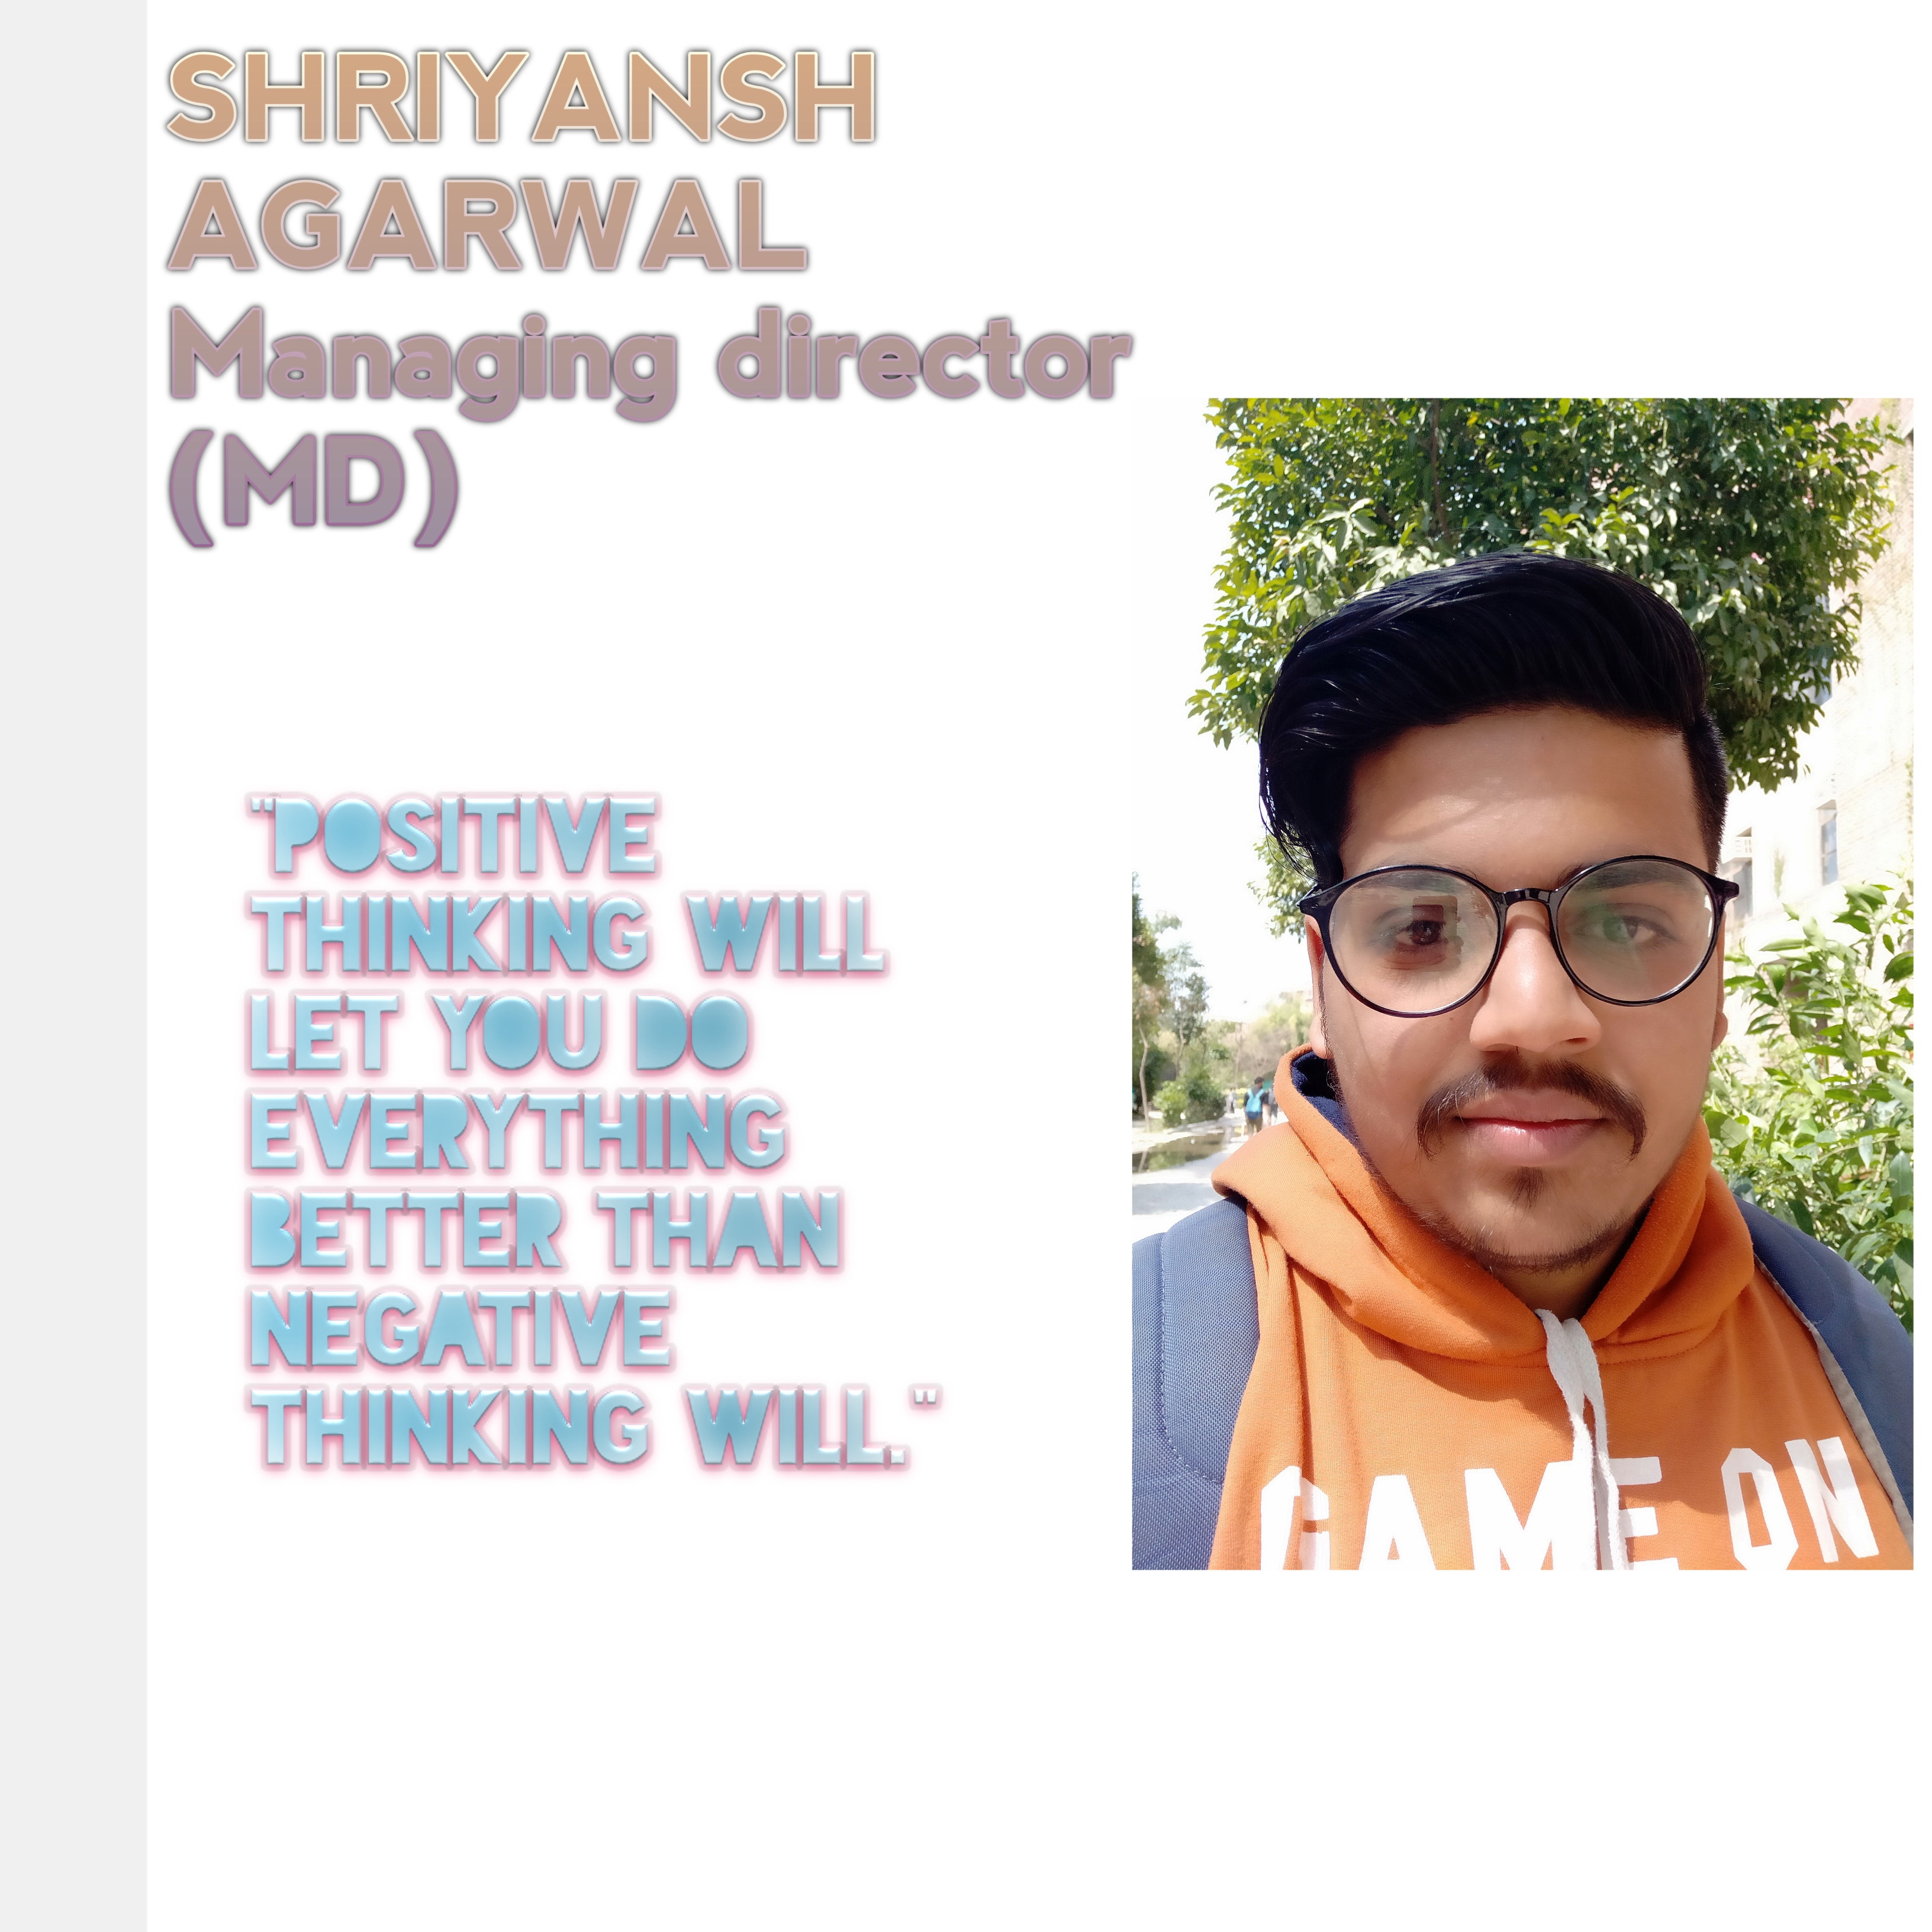 SHRIYANSH
AGARWAL
Managing director
(MD)
"POSITIVE
THINKING WILL
LET YOU DO
EVERYTHING
BETTER THAN
NEGATIVE
THINKING WILL."
GAME ON